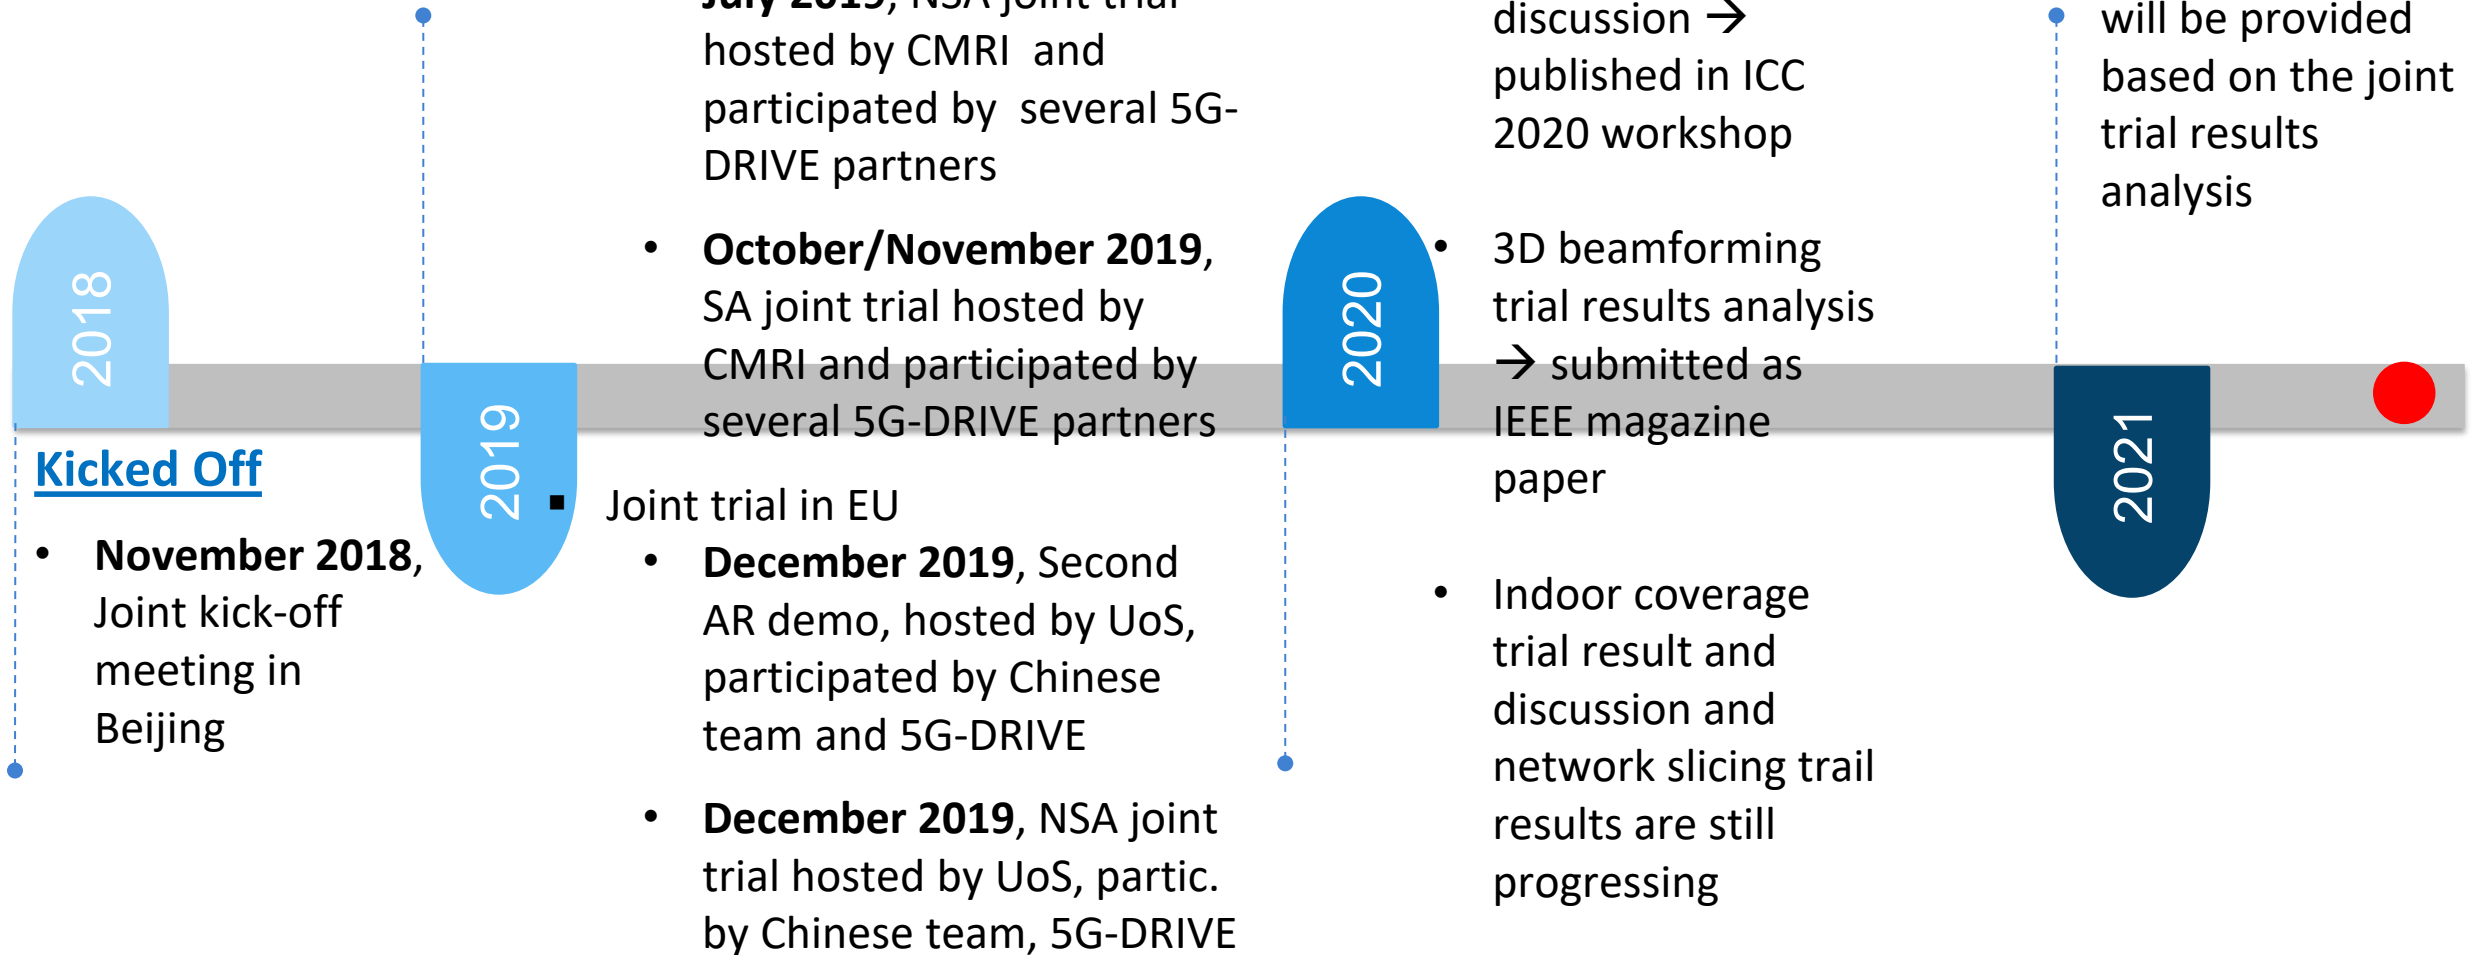 2018
Kicked Off
• November 2018,
Joint kick-off
meeting in
Beijing
2019
July 2019, NSA joint trial
hosted by CMRI and
participated by several 5G-
DRIVE partners
• October/November 2019,
SA joint trial hosted by
CMRI and participated by
several 5G-DRIVE partners
▪ Joint trial in EU
• December 2019, Second
AR demo, hosted by UoS,
participated by Chinese
team and 5G-DRIVE
• December 2019, NSA joint
trial hosted by UoS, partic.
by Chinese team, 5G-DRIVE
2020
discussion →
published in ICC
2020 workshop
• 3D beamforming
trial results analysis
→ submitted as
IEEE magazine
paper
• Indoor coverage
trial result and
discussion and
network slicing trail
results are still
progressing
2021
will be provided
based on the joint
trial results
analysis